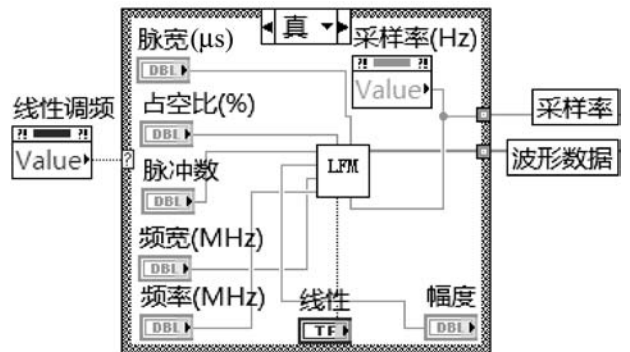 真
脉宽(μs)
采样率(Hz)
DBL
?! ?!
Value
线性调频
占空比(%)
采样率
?! ?!
Value
DBL
?
波形数据
脉冲数
LFM
DBL
频宽(MHz)
DBL
频率(MHz)
线性
幅度
DBL
TF
DBL